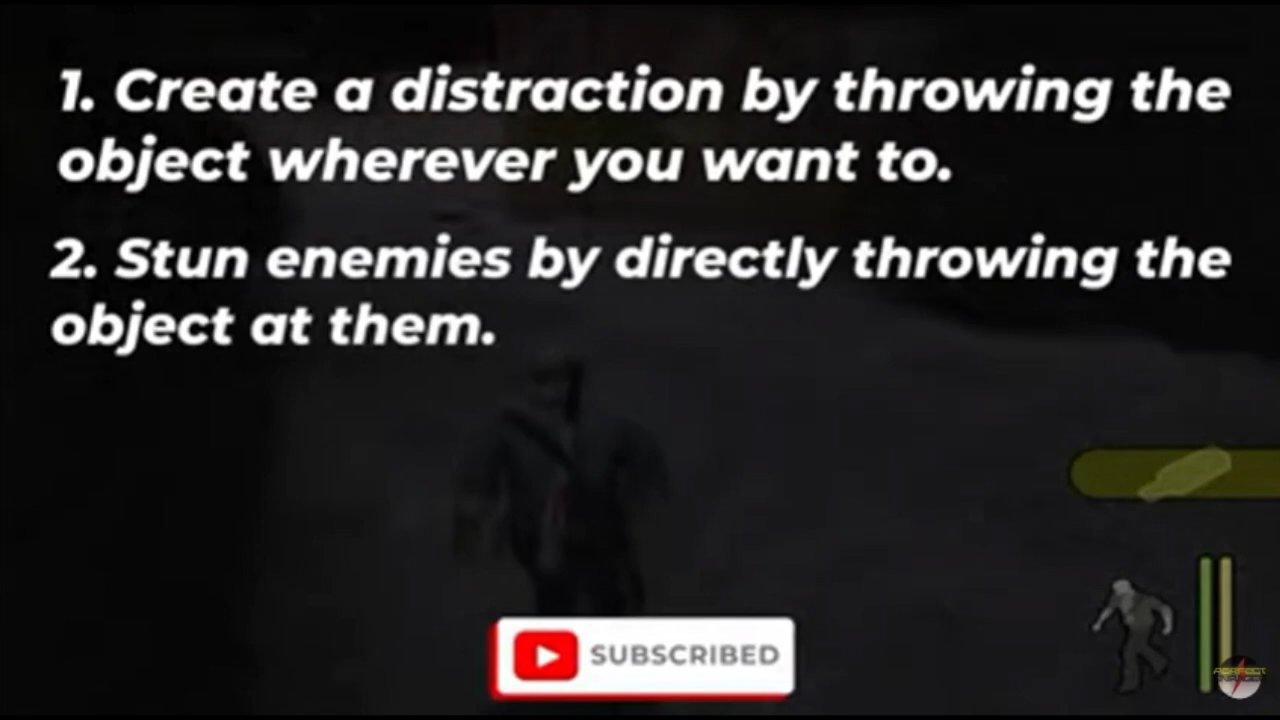 1. Create a distraction by throwing the
object wherever you want to.
2. Stun enemies by directly throwing the
object at them.
SUBSCRIBED
PERFECT